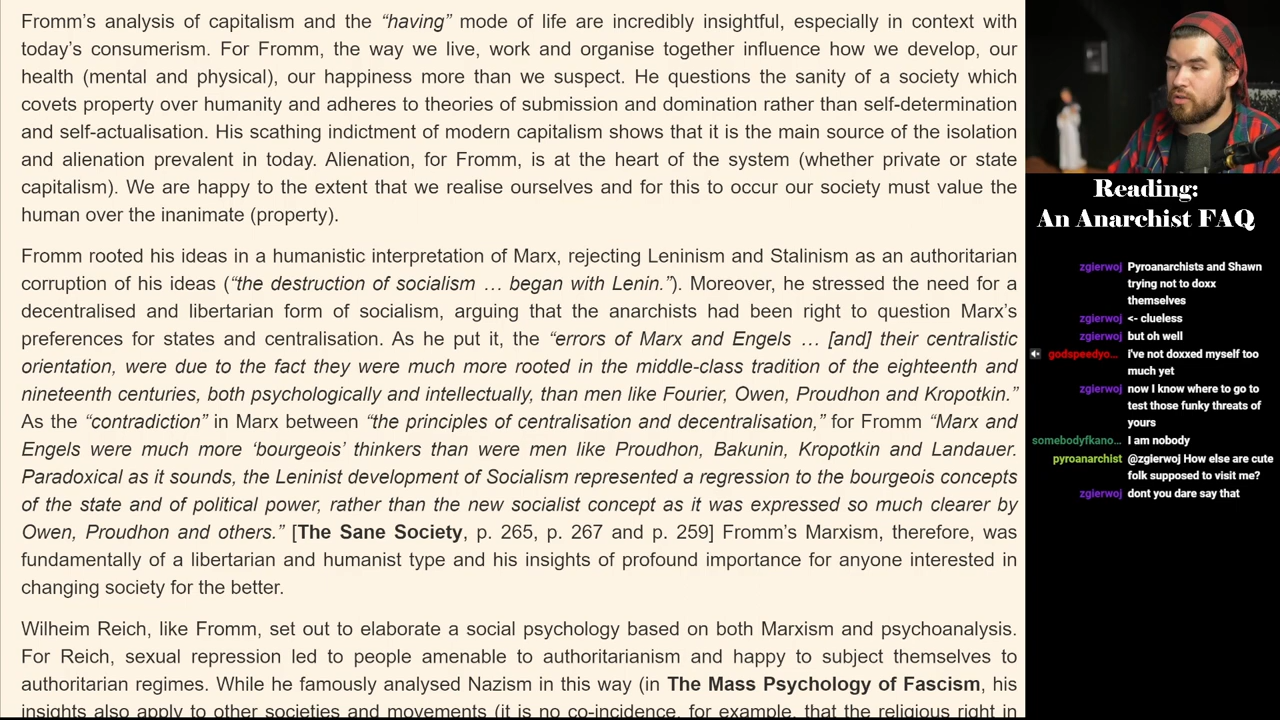 Fromm’s analysis of capitalism and the “having” mode of life are incredibly insightful, especially in context with
today’s consumerism. For Fromm, the way we live, work and organise together influence how we develop, our
health (mental and physical), our happiness more than we suspect. He questions the sanity of a society which
covets property over humanity and adheres to theories of submission and domination rather than self-determination
and self-actualisation. His scathing indictment of modern capitalism shows that it is the main source of the isolation
and alienation prevalent in today. Alienation, for Fromm, is at the heart of the system (whether private or state
capitalism). We are happy to the extent that we realise ourselves and for this to occur our society must value the
human over the inanimate (property).
Fromm rooted his ideas in a humanistic interpretation of Marx, rejecting Leninism and Stalinism as an authoritarian
corruption of his ideas (“the destruction of socialism … began with Lenin.”). Moreover, he stressed the need for a
decentralised and libertarian form of socialism, arguing that the anarchists had been right to question Marx’s
preferences for states and centralisation. As he put it, the “errors of Marx and Engels … [and] their centralistic
orientation, were due to the fact they were much more rooted in the middle-class tradition of the eighteenth and
nineteenth centuries, both psychologically and intellectually, than men like Fourier, Owen, Proudhon and Kropotkin.”
As the “contradiction” in Marx between “the principles of centralisation and decentralisation,” for Fromm “Marx and
Engels were much more ‘bourgeois’ thinkers than were men like Proudhon, Bakunin, Kropotkin and Landauer.
Paradoxical as it sounds, the Leninist development of Socialism represented a regression to the bourgeois concepts
of the state and of political power, rather than the new socialist concept as it was expressed so much clearer by
Owen, Proudhon and others.” [The Sane Society, p. 265, p. 267 and p. 259] Fromm’s Marxism, therefore, was
fundamentally of a libertarian and humanist type and his insights of profound importance for anyone interested in
changing society for the better.
Wilheim Reich, like Fromm, set out to elaborate a social psychology based on both Marxism and psychoanalysis.
For Reich, sexual repression led to people amenable to authoritarianism and happy to subject themselves to
authoritarian regimes. While he famously analysed Nazism in this way (in The Mass Psychology of Fascism, his
insights also apply to other societies and movements (it is no co-incidence, for example, that the religious right in
Reading:
An Anarchist FAQ
zgierwoj Pyroanarchists and Shawn
trying not to doxx
themselves
zgierwoj <- clueless
zgierwoj but oh well
godspeedyo... i've not doxxed myself too
much yet
zgierwoj now I know where to go to
test those funky threats of
yours
somebodyfkano... I am nobody
pyroanarchist @zgierwoj How else are cute
folk supposed to visit me?
zgierwoj dont you dare say that